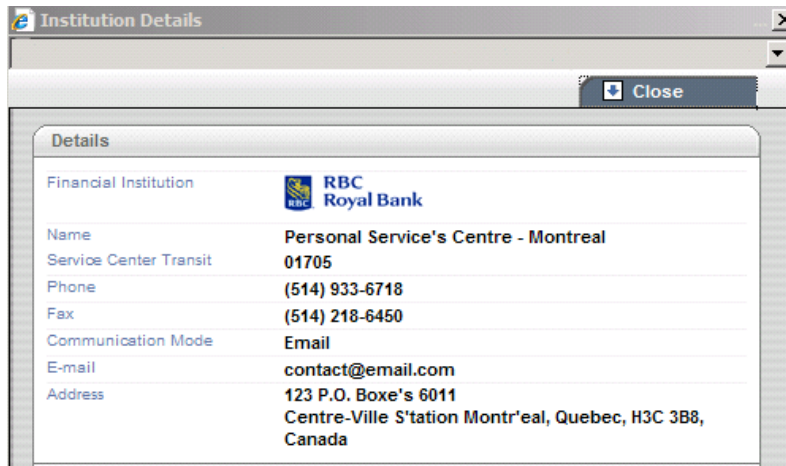 Institution Details
Close
Details
Financial Institution
RBC
RBC
Royal Bank
Name Personal Service's Centre - Montreal
Service Center Transit 01705
Phone (514) 933-6718
Fax (514) 218-6450
Communication Mode Email
E-mail contact@email.com
Address 123 P.O. Boxe's 6011
Centre-Ville S'tation Montr'eal, Quebec, H3C 3B8,
Canada